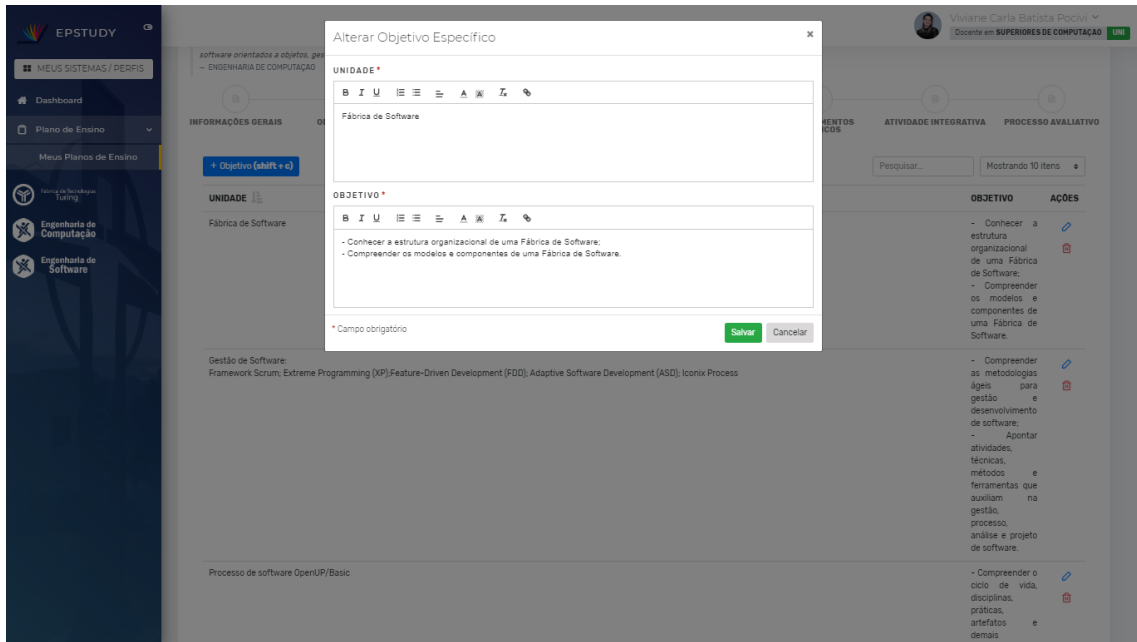 EPSTUDY
MEUS SISTEMAS / PERFIS
Dashboard
Plano de Ensino
Meus Planos de Ensino
Fábrica de Tecnologias
Turing
Engenharia de
Computação
Engenharia de
Software
Viviane Carla Batista Pocivi
Docente em SUPERIORES DE COMPUTAÇÃO UNI
software orientados a objetos, ges
– ENGENHARIA DE COMPUTAÇÃO
INFORMAÇÕES GERAIS
ATIVIDADE INTEGRATIVA
PROCESSO AVALIATIVO
+ Objetivo (shift + c)
Pesquisar...
Mostrando 10 itens
UNIDADE
OBJETIVO
AÇÕES
Fábrica de Software
- Conhecer a
estrutura
organizacional
de uma Fábrica
de Software;
- Compreender
os modelos e
componentes de
uma Fábrica de
Software.
Gestão de Software:
Framework Scrum; Extreme Programming (XP);Feature-Driven Development (FDD); Adaptive Software Development (ASD); Iconix Process
- Compreender
as metodologias
ágeis para
gestão e
desenvolvimento
de software;
- Apontar
atividades,
técnicas,
métodos e
ferramentas que
auxiliam na
gestão,
processo,
análise e projeto
de software.
Processo de software OpenUP/Basic
- Compreender o
ciclo de vida,
disciplinas,
práticas,
artefatos e
demais
Alterar Objetivo Específico
UNIDADE *
Fábrica de Software
OBJETIVO *
- Conhecer a estrutura organizacional de uma Fábrica de Software;
- Compreender os modelos e componentes de uma Fábrica de Software.
* Campo obrigatório
Salvar
Cancelar